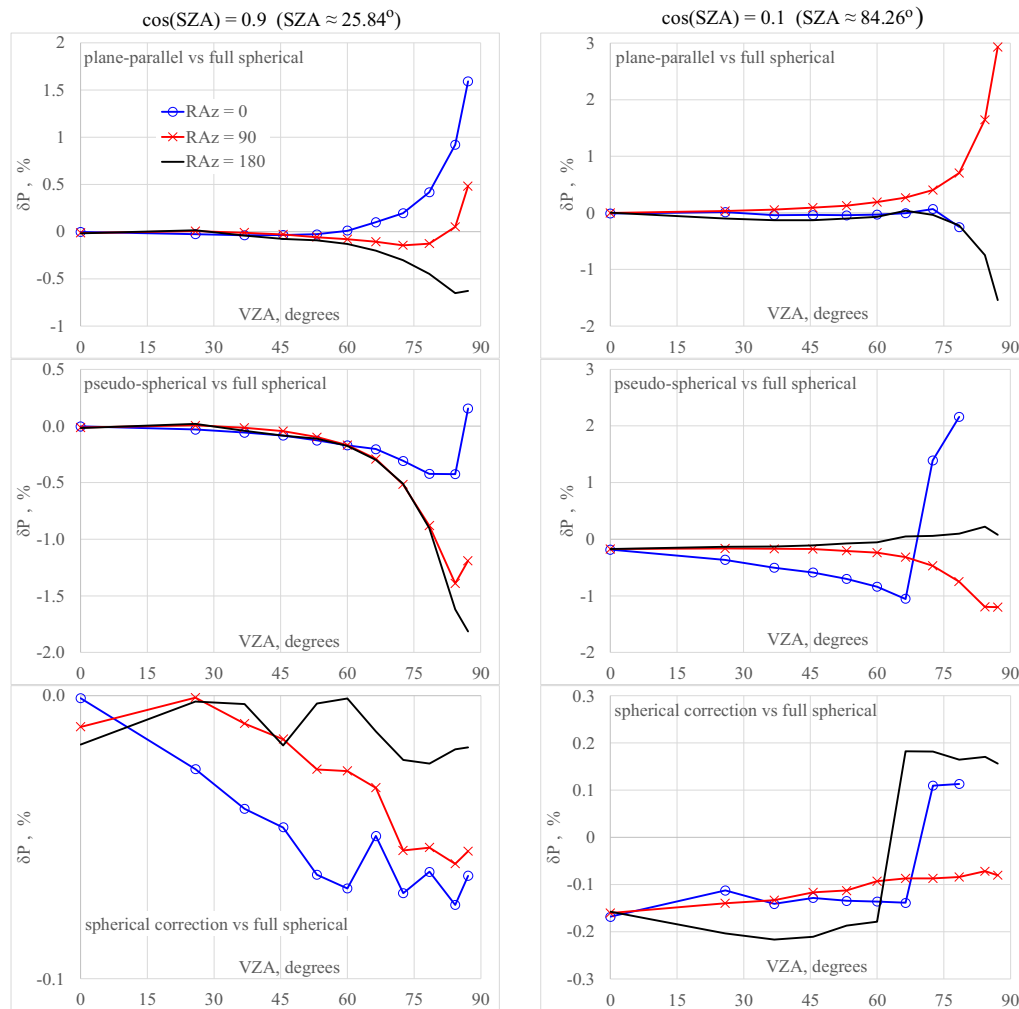 cos(SZA) = 0.9 (SZA ≈ 25.84°)
cos(SZA) = 0.1 (SZA ≈ 84.26°)
2
1.5
1
0.5
0
-0.5
-1
δP , %
plane-parallel vs full spherical
RAz = 0
RAz = 90
RAz = 180
VZA, degrees
0 15 30 45 60 75 90
3
2
1
0
-1
-2
δP , %
plane-parallel vs full spherical
VZA, degrees
0 15 30 45 60 75 90
0.5
0.0
-0.5
-1.0
-1.5
-2.0
δP , %
pseudo-spherical vs full spherical
VZA, degrees
0 15 30 45 60 75 90
3
2
1
0
-1
-2
δP , %
pseudo-spherical vs full spherical
VZA, degrees
0 15 30 45 60 75 90
0.0
-0.1
δP , %
spherical correction vs full spherical
VZA, degrees
0 15 30 45 60 75 90
0.3
0.2
0.1
0
-0.1
-0.2
-0.3
δP , %
spherical correction vs full spherical
VZA, degrees
0 15 30 45 60 75 90